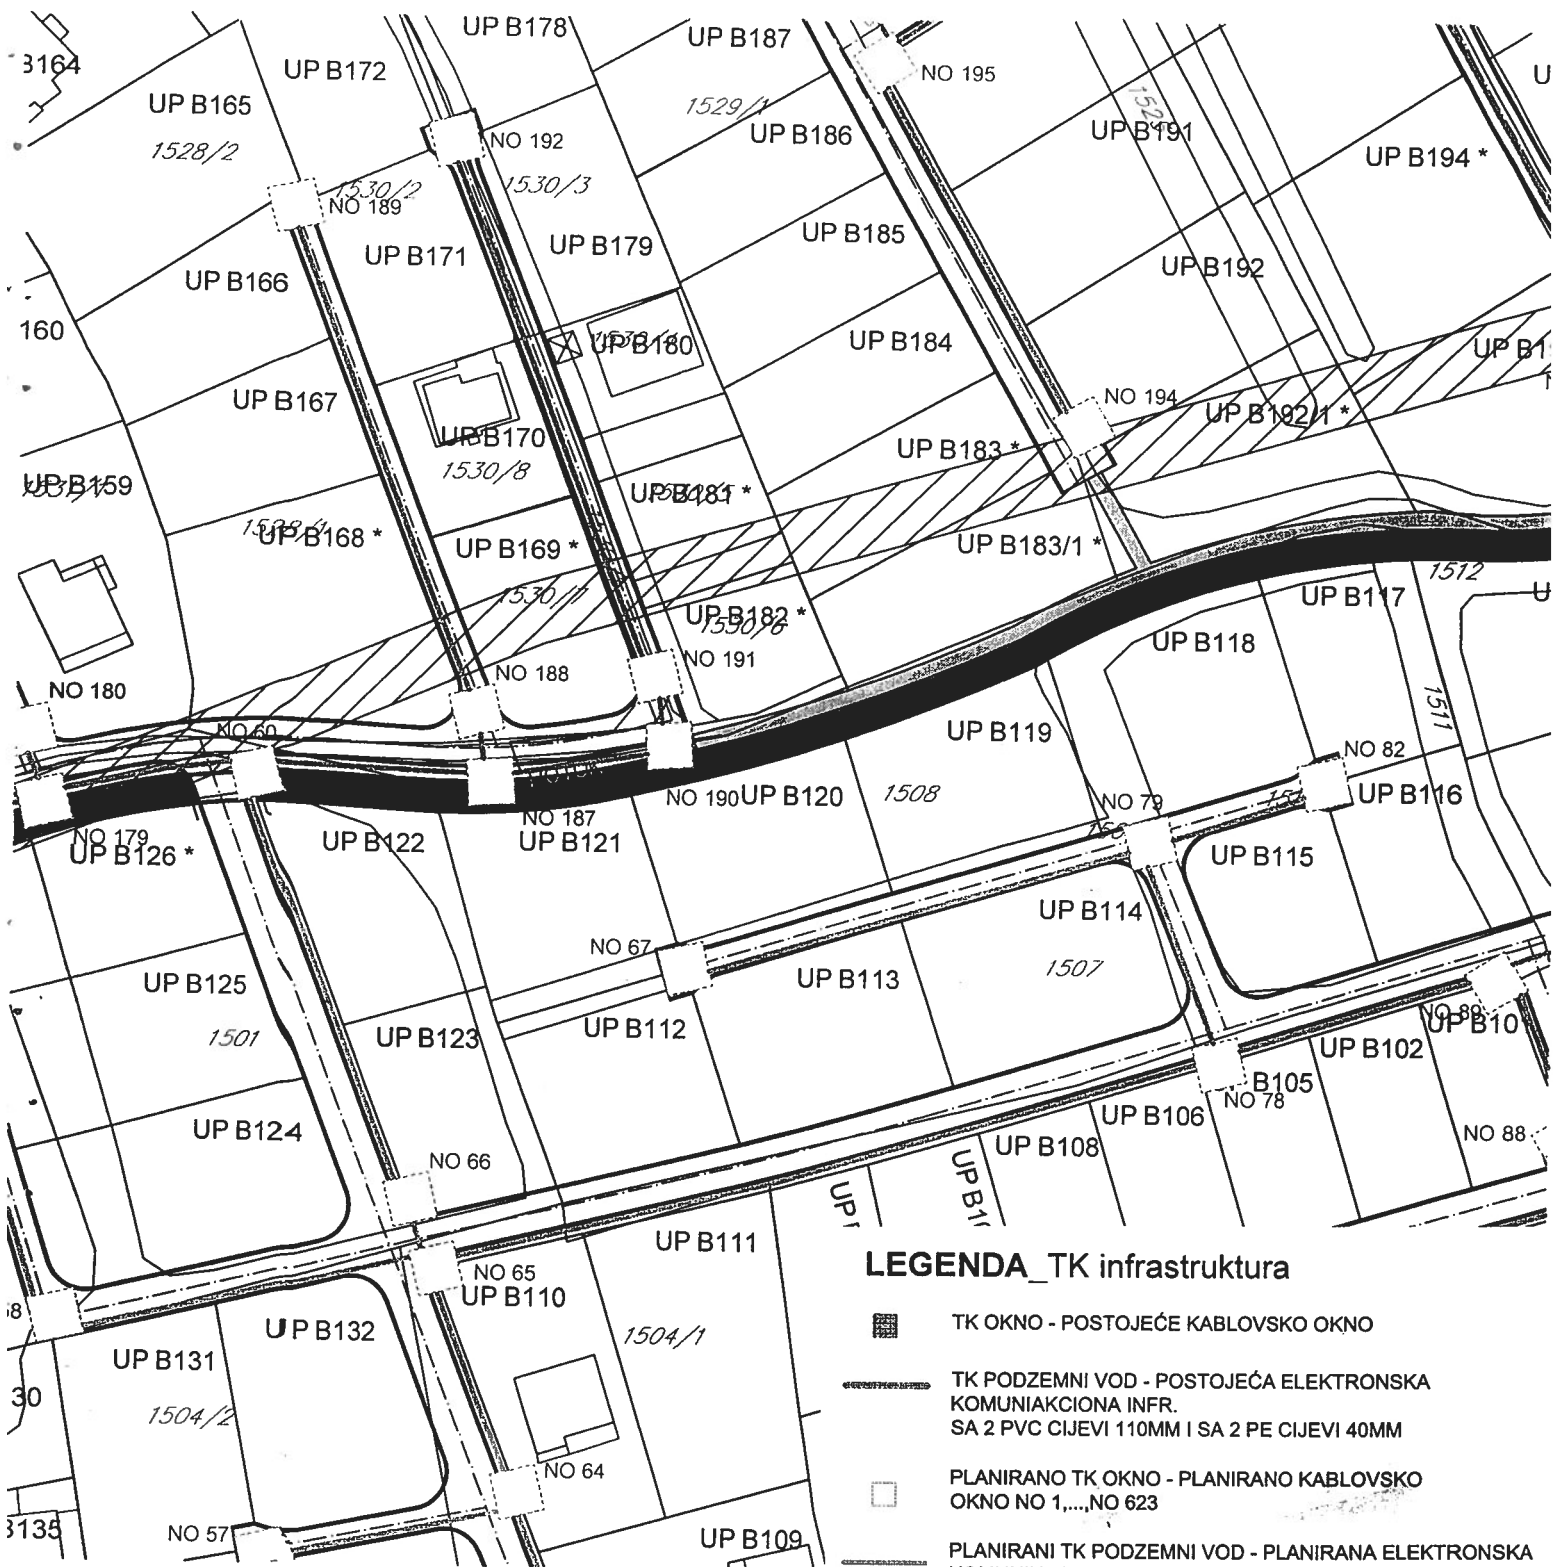 UP B178
UP B187
UP B172
NO 195
UP B165
1529/1
UP B186
UP B191
1528/2
NO 192
UP B194 *
1530/2
1530/3
NO 189
UP B185
UP B171
UP B179
UP B192
UP B166
160
UP B184
UP B180
UP B167
NO 194
UP B192/1 *
UP B170
UP B183 *
1530/8
UP B159
UP B181 *
UP B168 *
UP B169 *
UP B183/1 *
1512
1530/7
UP B117
UP B182 *
1530/6
UP B118
NO 191
NO 188
NO 180
1511
NO 60
UP B119
NO 82
NO 190
UP B120
1508
NO 79
UP B116
NO 187
NO 179
UP B126 *
UP B122
UP B121
UP B115
UP B114
NO 67
1507
UP B125
UP B113
NO 89
UP B112
1501
UP B123
UP B102
B105
NO 78
UP B106
UP B124
NO 88
UP B108
NO 66
UP B111
NO 65
UP B110
UP B132
1504/1
UP B131
30
1504/2
NO 64
NO 57
UP B109
LEGENDA_TK infrastruktura
TK OKNO - POSTOJEĆE KABLOVSKO OKNO
TK PODZEMNI VOD - POSTOJEĆA ELEKTRONSKA
KOMUNIAKCIONA INFR.
SA 2 PVC CIJEVI 110MM I SA 2 PE CIJEVI 40MM
PLANIRANO TK OKNO - PLANIRANO KABLOVSKO
OKNO NO 1,...,NO 623
PLANIRANI TK PODZEMNI VOD - PLANIRANA ELEKTRONSKA